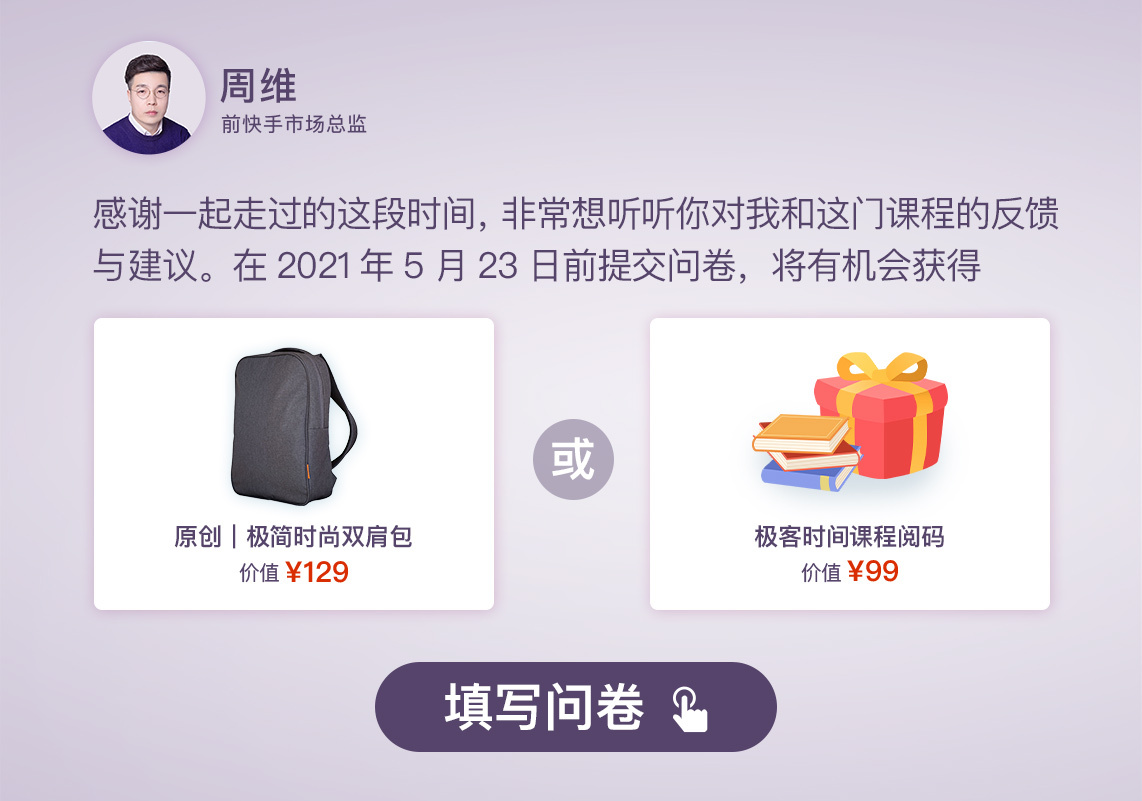 周维
前快手市场总监
感谢一起走过的这段时间，非常想听听你对我和这门课程的反馈
与建议。在 2021 年 5 月 23 日前提交问卷，将有机会获得
原创｜极简时尚双肩包
价值 ¥129
或
极客时间课程阅码
价值 ¥99
填写问卷